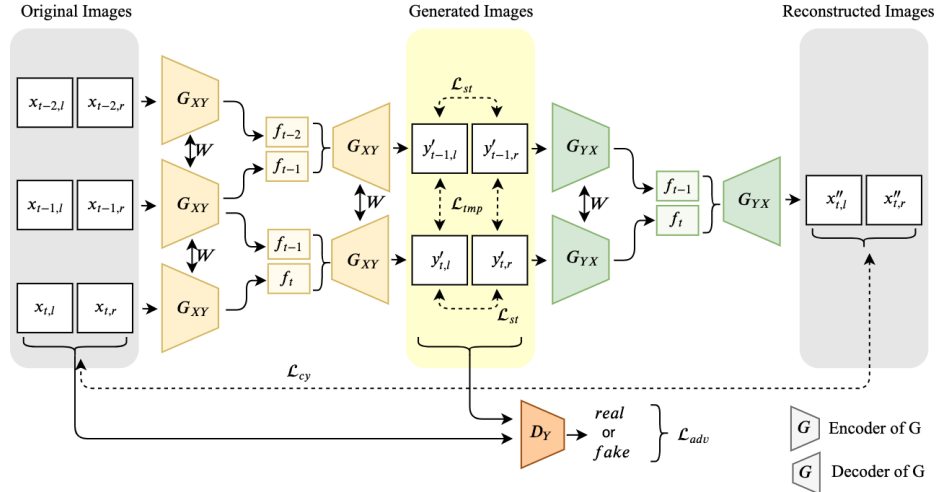 Original Images
Generated Images
Reconstructed Images
x_{t-2,l} x_{t-2,r}
G_{XY}
f_{t-2}
f_{t-1}
G_{XY}
ℒ_{st}
y'_{t-1,l} y'_{t-1,r}
G_{YX}
W
W
ℒ_{tmp}
W
x_{t-1,l} x_{t-1,r}
G_{XY}
f_{t-1}
f_t
G_{YX}
x''_{t,l} x''_{t,r}
W
f_{t-1}
f_t
G_{XY}
y'_{t,l} y'_{t,r}
G_{YX}
x_{t,l} x_{t,r}
G_{XY}
ℒ_{st}
ℒ_{cy}
D_Y
real
or
fake
ℒ_{adv}
G Encoder of G
G Decoder of G